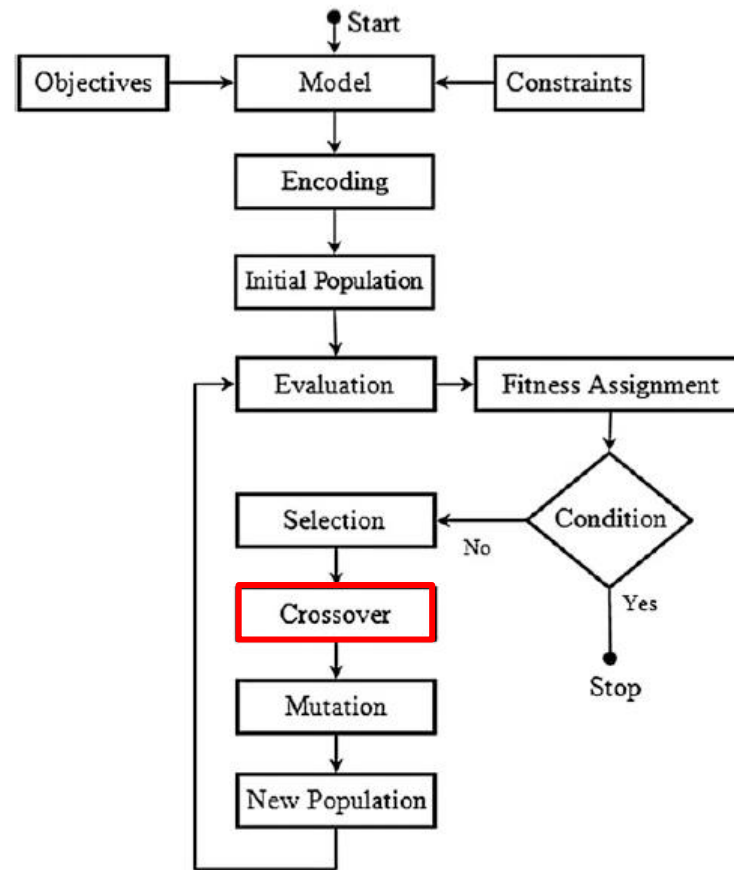 Start
Objectives
Model
Constraints
Encoding
Initial Population
Evaluation
Fitness Assignment
Selection
Condition
No
Crossover
Yes
Mutation
Stop
New Population